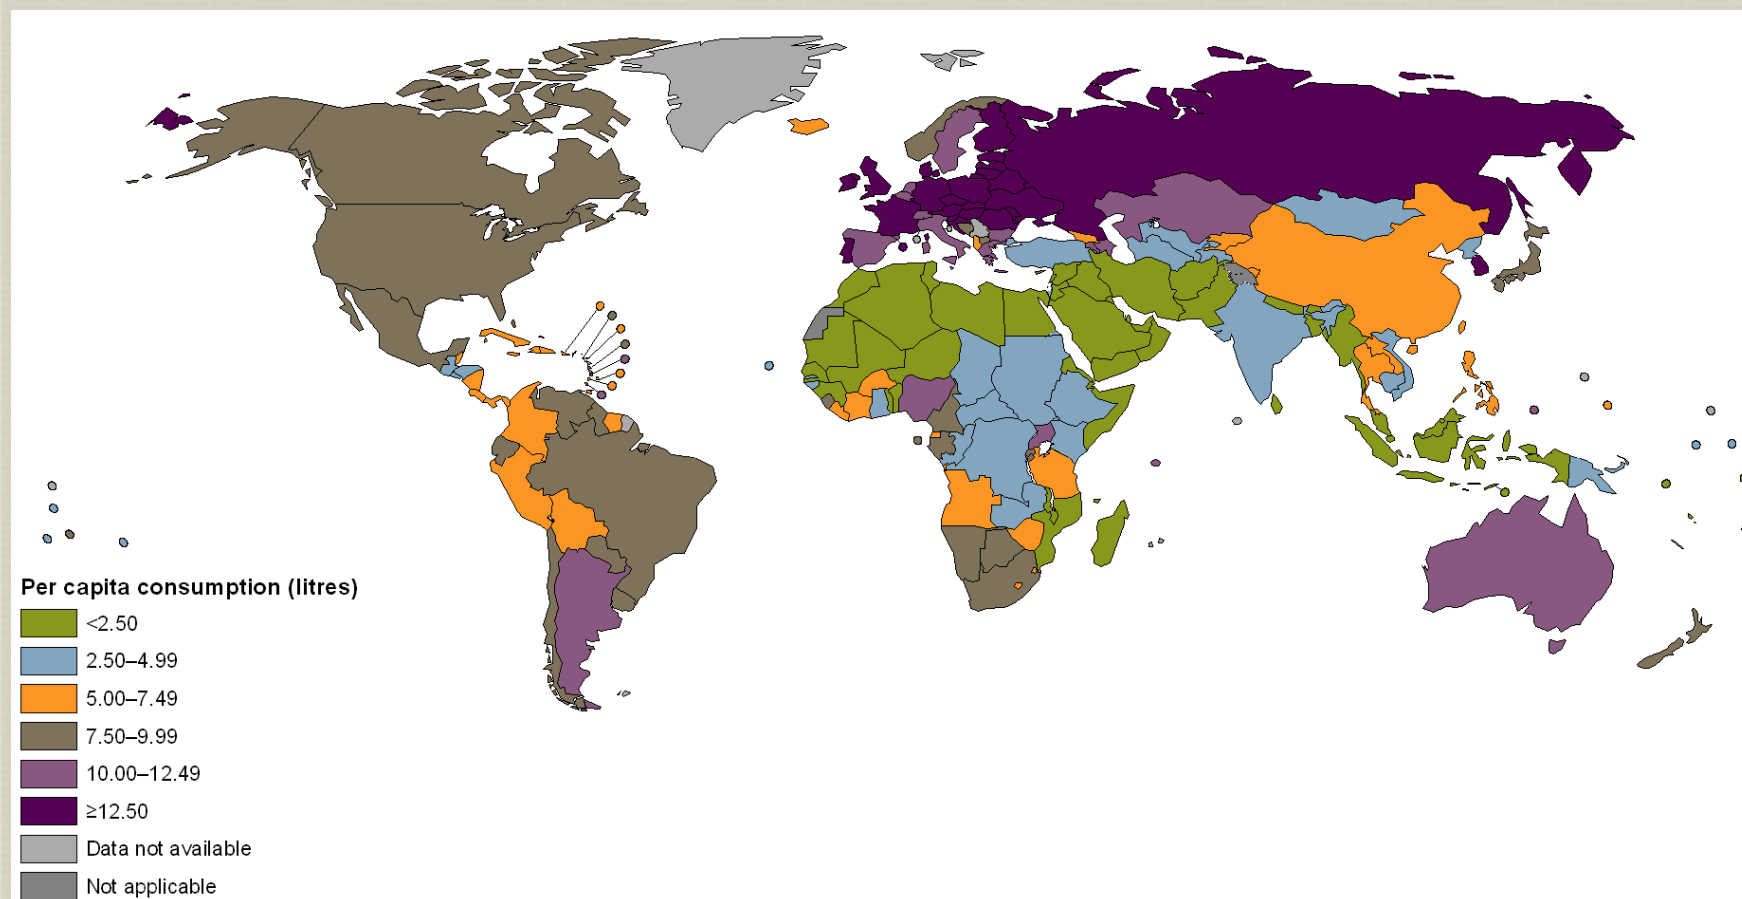 Per capita consumption (litres)
<2.50
2.50–4.99
5.00–7.49
7.50–9.99
10.00–12.49
≥12.50
Data not available
Not applicable